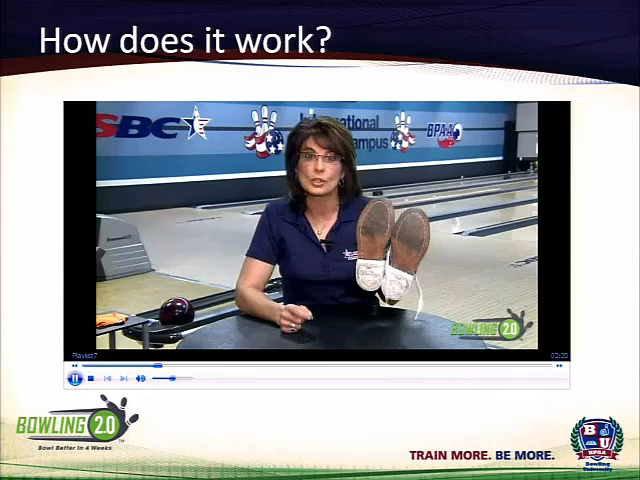 How does it work?
SBC
International
Campus
BPAA
BOWLING 2.0
Playlist7
02:20
BOWLING 2.0
Bowl Better In 4 Weeks
TRAIN MORE. BE MORE.
B U
BPAA
Bowling
University